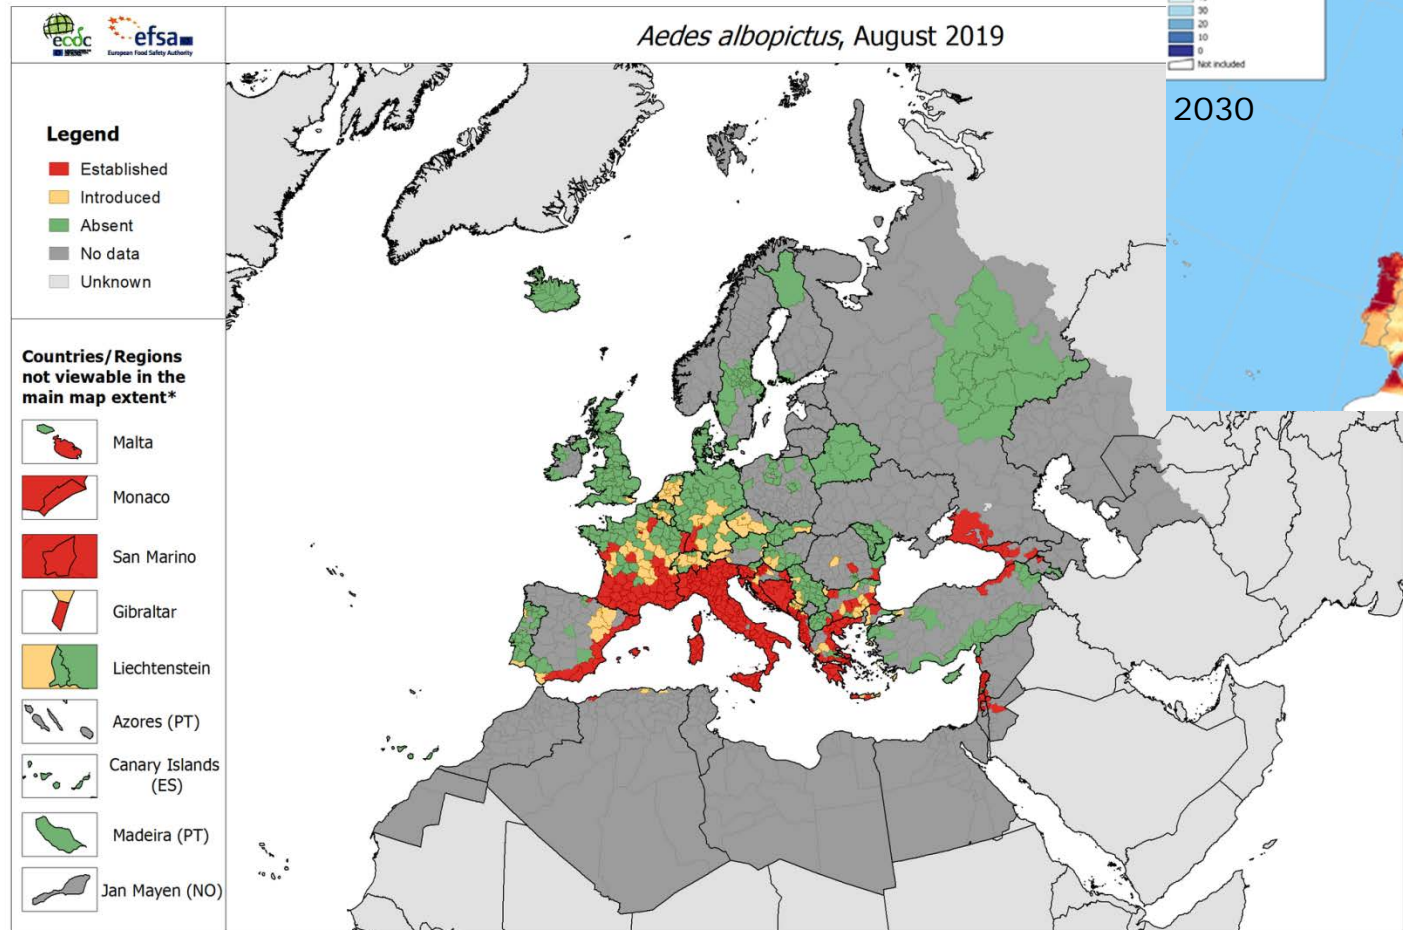 ecdc
efsa
European Food Safety Authority
Aedes albopictus, August 2019
Legend
Established
Introduced
Absent
No data
Unknown
Countries/Regions
not viewable in the
main map extent*
Malta
Monaco
San Marino
Gibraltar
Liechtenstein
Azores (PT)
Canary Islands
(ES)
Madeira (PT)
Jan Mayen (NO)
30
20
10
0
Not included
2030